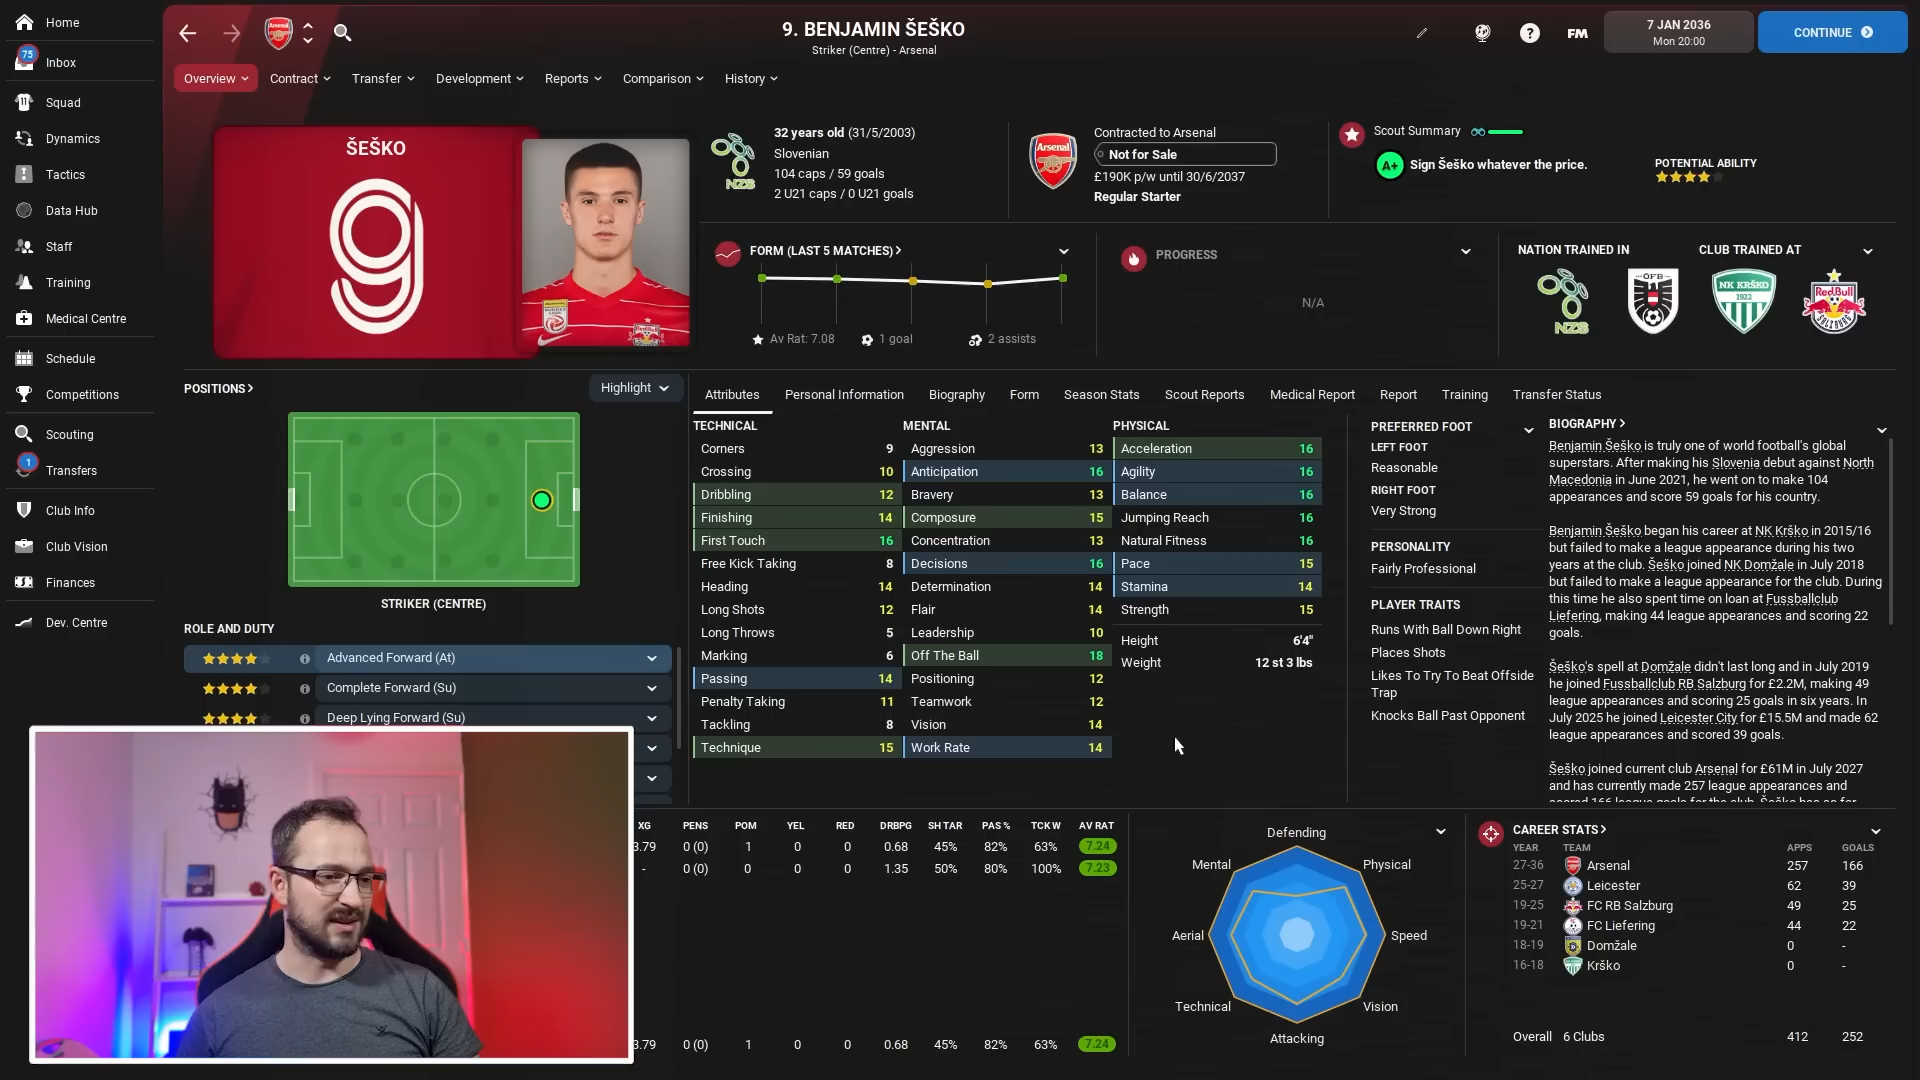 Home
75
Inbox
Squad
Dynamics
Tactics
Data Hub
Staff
Training
Medical Centre
Schedule
Competitions
Scouting
1
Transfers
Club Info
Club Vision
Finances
Dev. Centre
9. BENJAMIN ŠEŠKO
Striker (Centre) - Arsenal
FM
7 JAN 2036
Mon 20:00
CONTINUE
Overview
Contract
Transfer
Development
Reports
Comparison
History
ŠEŠKO
9
NZS
32 years old (31/5/2003)
Slovenian
104 caps / 59 goals
2 U21 caps / 0 U21 goals
Arsenal
Contracted to Arsenal
Not for Sale
£190K p/w until 30/6/2037
Regular Starter
Scout Summary
A+ Sign Šeško whatever the price.
POTENTIAL ABILITY
FORM (LAST 5 MATCHES)
Av Rat: 7.08
1 goal
2 assists
PROGRESS
N/A
NATION TRAINED IN
NZS
ÖFB
CLUB TRAINED AT
NK KRŠKO
1922
RedBull
SALZBURG
POSITIONS
Highlight
STRIKER (CENTRE)
ROLE AND DUTY
Advanced Forward (At)
Complete Forward (Su)
Deep Lying Forward (Su)
Attributes
Personal Information
Biography
Form
Season Stats
Scout Reports
Medical Report
Report
Training
Transfer Status
TECHNICAL
Corners 9
Crossing 10
Dribbling 12
Finishing 14
First Touch 16
Free Kick Taking 8
Heading 14
Long Shots 12
Long Throws 5
Marking 6
Passing 14
Penalty Taking 11
Tackling 8
Technique 15
MENTAL
Aggression 13
Anticipation 16
Bravery 13
Composure 15
Concentration 13
Decisions 16
Determination 14
Flair 14
Leadership 10
Off The Ball 18
Positioning 12
Teamwork 12
Vision 14
Work Rate 14
PHYSICAL
Acceleration 16
Agility 16
Balance 16
Jumping Reach 16
Natural Fitness 16
Pace 15
Stamina 14
Strength 15
Height 6'4"
Weight 12 st 3 lbs
PREFERRED FOOT
LEFT FOOT
Reasonable
RIGHT FOOT
Very Strong
PERSONALITY
Fairly Professional
PLAYER TRAITS
Runs With Ball Down Right
Places Shots
Likes To Try To Beat Offside
Trap
Knocks Ball Past Opponent
BIOGRAPHY
Benjamin Šeško is truly one of world football's global
superstars. After making his Slovenia debut against North
Macedonia in June 2021, he went on to make 104
appearances and score 59 goals for his country.
Benjamin Šeško began his career at NK Krško in 2015/16
but failed to make a league appearance during his two
years at the club. Šeško joined NK Domžale in July 2018
but failed to make a league appearance for the club. During
this time he also spent time on loan at Fussballclub
Liefering, making 44 league appearances and scoring 22
goals.
Šeško's spell at Domžale didn't last long and in July 2019
he joined Fussballclub RB Salzburg for £2.2M, making 49
league appearances and 25 goals in six years. In
July 2025 he joined Leicester City for £15.5M and made 62
league appearances and scored 39 goals.
Šeško joined current club Arsenal for £61M in July 2027
and has currently made 257 league appearances and
scored 166 league goals for the club. Šeško has so far
XG PENS POM YEL RED DRBPG SH TAR PAS % TCK W AV RAT
3.79 0 (0) 1 0 0 0.68 45% 82% 63% 7.24
- 0 (0) 0 0 0 1.35 50% 80% 100% 7.23
3.79 0 (0) 1 0 0 0.68 45% 82% 63% 7.24
Defending
Physical
Speed
Vision
Attacking
Technical
Aerial
Mental
CAREER STATS
YEAR TEAM APPS GOALS
27-36 Arsenal 257 166
25-27 Leicester 62 39
19-25 FC RB Salzburg 49 25
19-21 FC Liefering 44 22
18-19 Domžale 0 -
16-18 Krško 0 -
Overall 6 Clubs 412 252